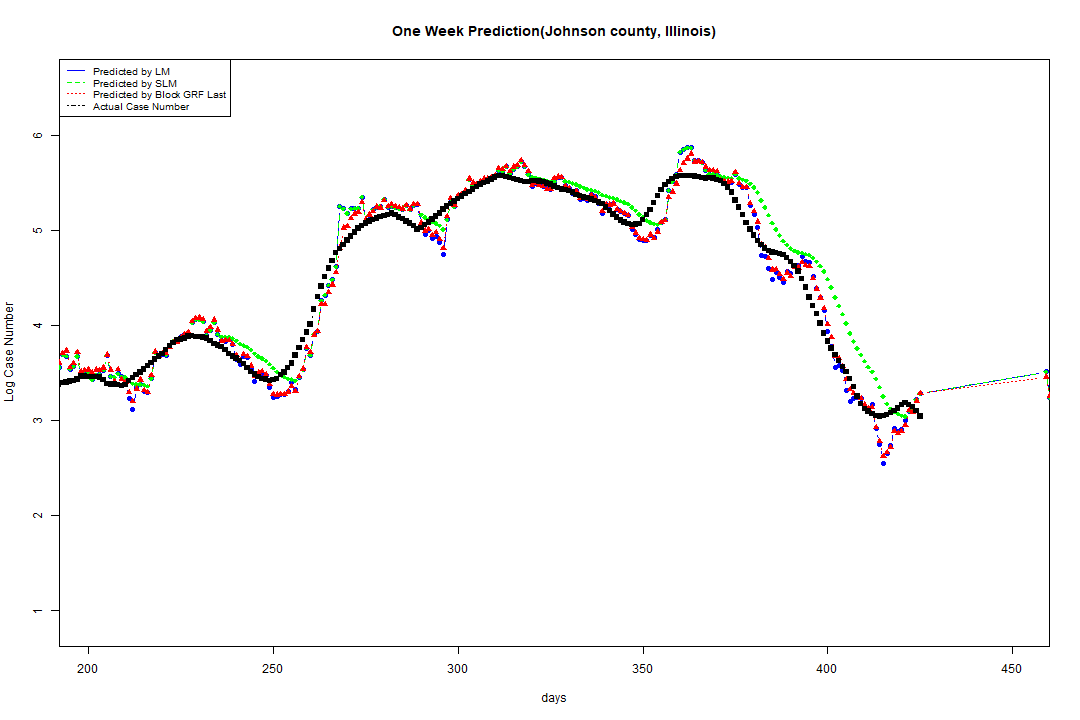 One Week Prediction(Johnson county, Illinois)
Predicted by LM
Predicted by SLM
Predicted by Block GRF Last
Actual Case Number
Log Case Number
6
5
4
3
2
1
200 250 300 350 400 450
days